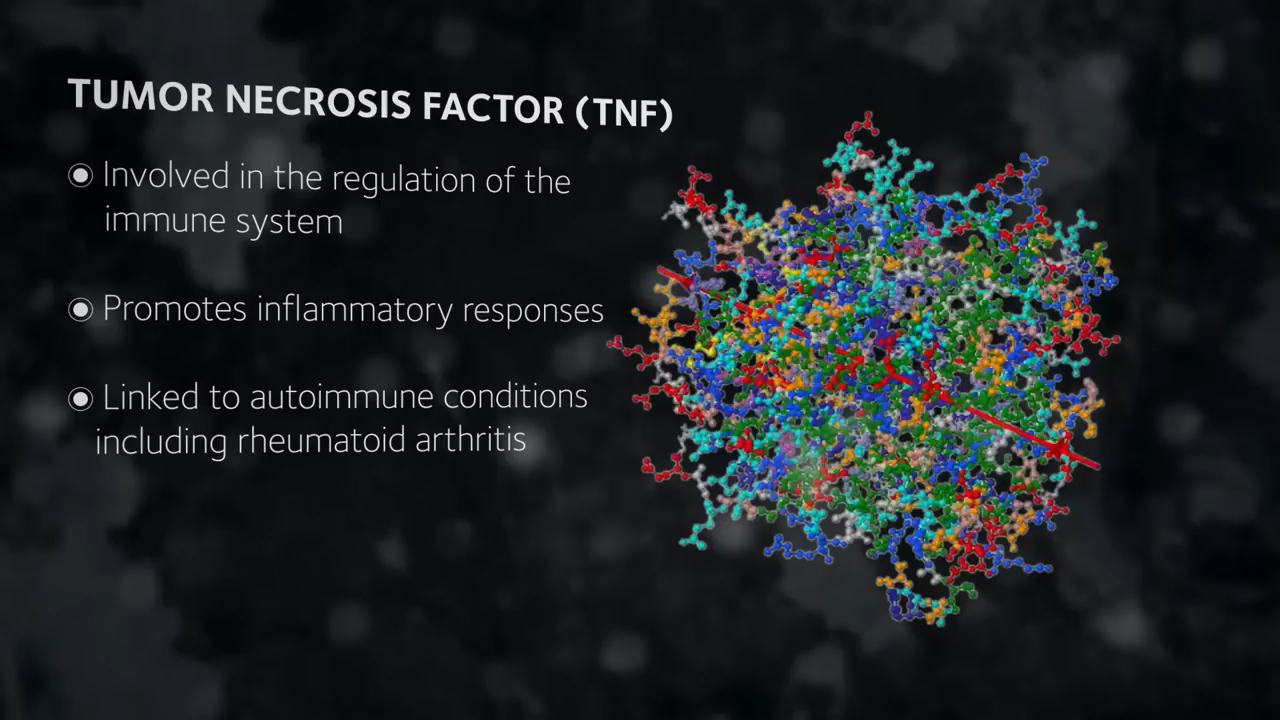 TUMOR NECROSIS FACTOR (TNF)
Involved in the regulation of the
immune system
Promotes inflammatory responses
Linked to autoimmune conditions
including rheumatoid arthritis